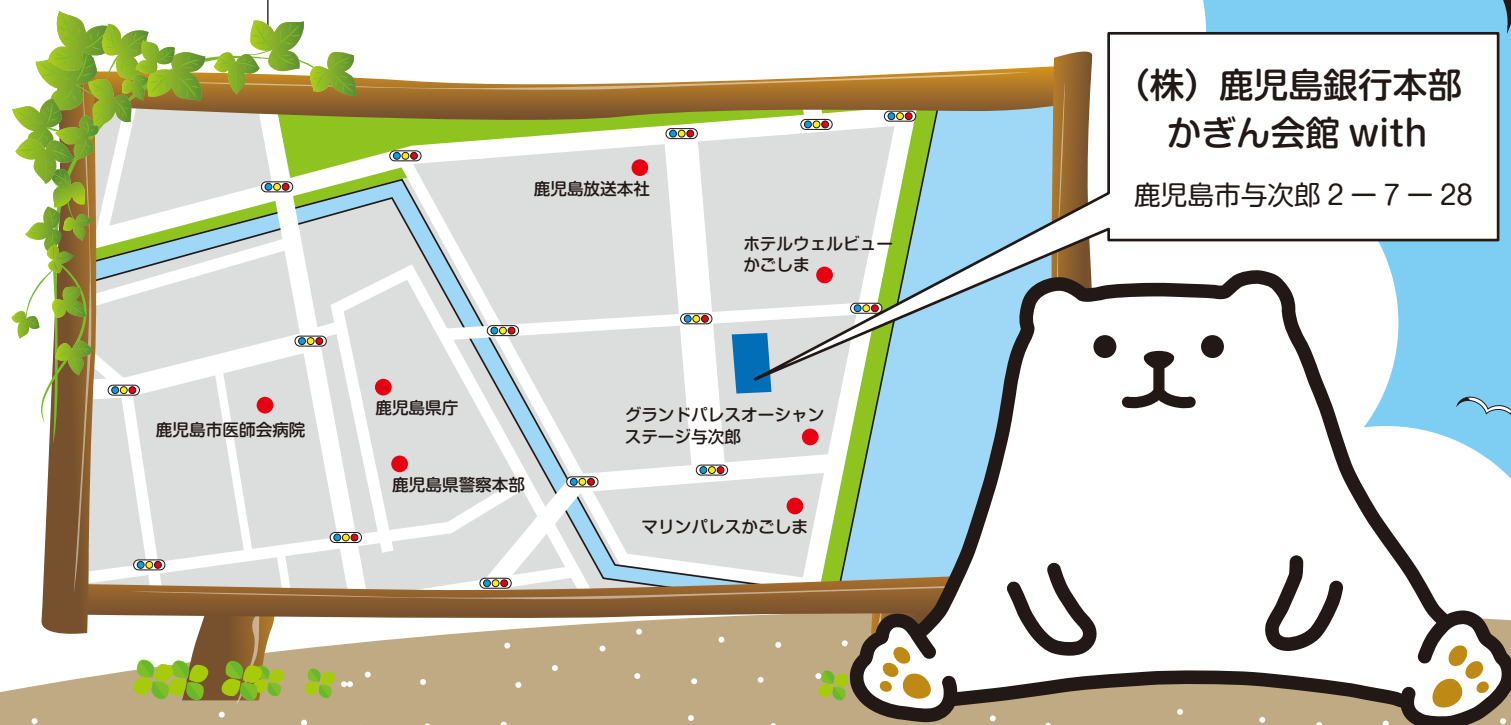 (株)鹿児島銀行本部
かぎん会館 with
鹿児島市与次郎 2 ー 7 ー 28
鹿児島放送本社
ホテルウェルビュー
かごしま
鹿児島県庁
鹿児島市医師会病院
グランドパレスオーシャン
ステージ与次郎
鹿児島県警察本部
マリンパレスかごしま